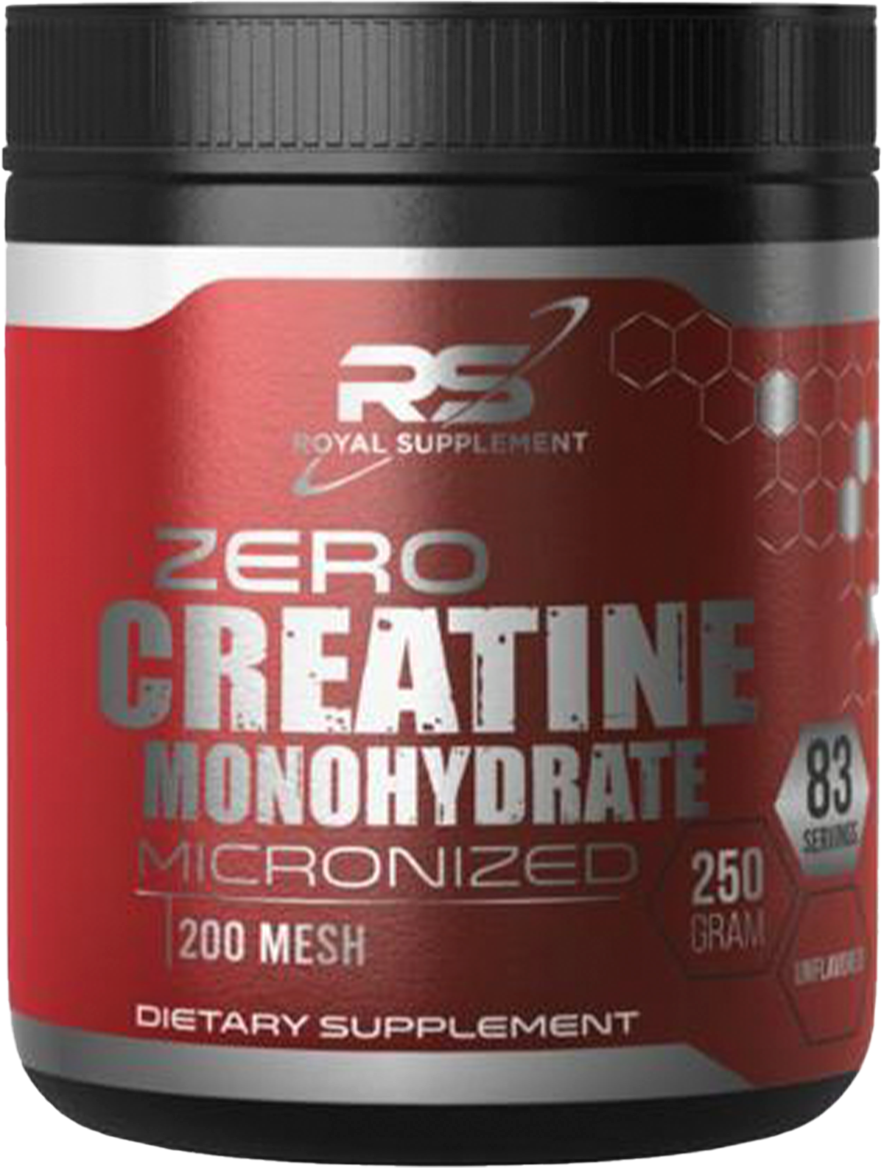 RS
ROYAL SUPPLEMENT
ZERO
CREATINE
MONOHYDRATE
MICRONIZED
200 MESH
83
SERVINGS
250
GRAM
UNFLAVORED
DIETARY SUPPLEMENT